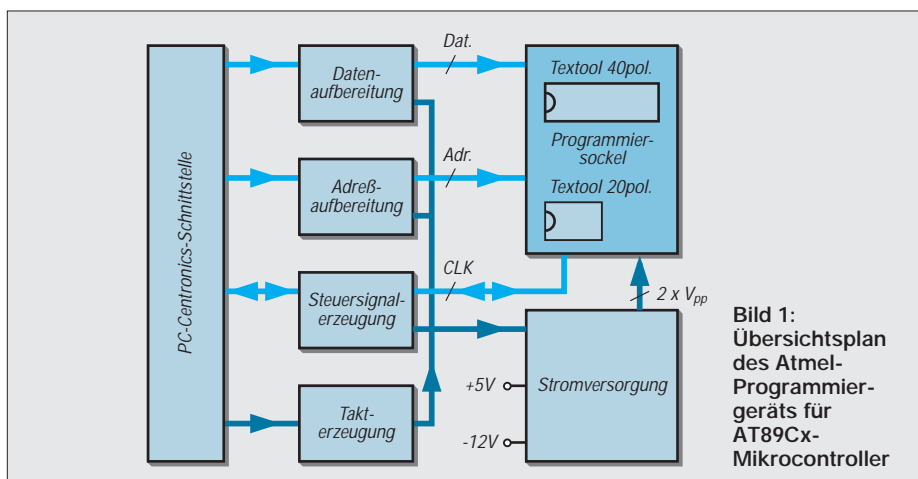 PC-Centronics-Schnittstelle
Daten-
aufbereitung
Dat.
Textool 40pol.
Programmier-
sockel
Textool 20pol.
Adreß-
aufbereitung
Adr.
Steuersignal-
erzeugung
CLK
2 x Vpp
Takt-
erzeugung
+5V
-12V
Stromversorgung
Bild 1:
Übersichtsplan
des Atmel-
Programmier-
geräts für
AT89Cx-
Mikrocontroller